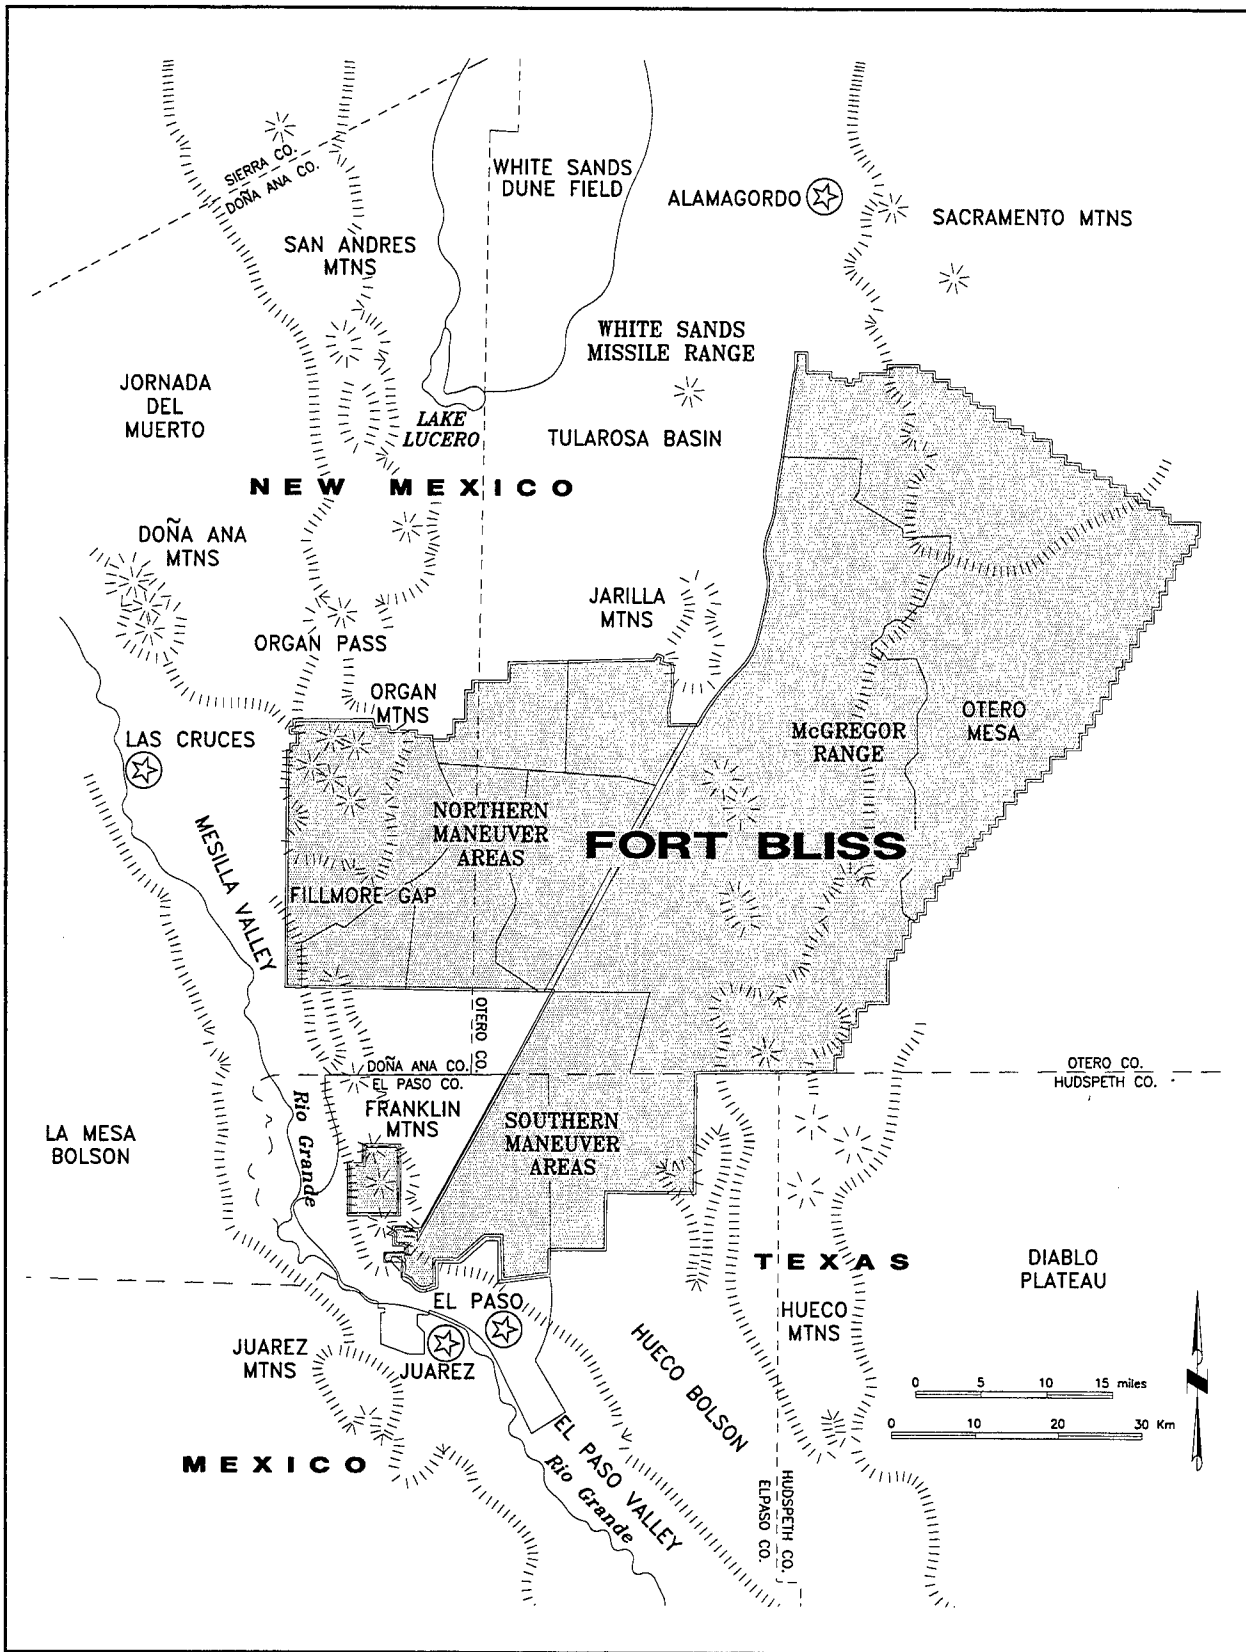 SIERRA CO.
DOÑA ANA CO.
WHITE SANDS
DUNE FIELD
ALAMAGORDO
SACRAMENTO MTNS
SAN ANDRES
MTNS
WHITE SANDS
MISSILE RANGE
JORNADA
DEL
MUERTO
LAKE
LUCERO
TULAROSA BASIN
NEW MEXICO
DOÑA ANA
MTNS
JARILLA
MTNS
ORGAN PASS
ORGAN
MTNS
OTERO
MESA
McGREGOR
RANGE
LAS CRUCES
NORTHERN
MANEUVER
AREAS
FORT BLISS
MESILLA VALLEY
FILLMORE GAP
OTERO CO.
DOÑA ANA CO.
EL PASO CO.
OTERO CO.
HUDSPETH CO.
FRANKLIN
MTNS
Rio Grande
SOUTHERN
MANEUVER
AREAS
LA MESA
BOLSON
TEXAS
DIABLO
PLATEAU
EL PASO
HUECO
MTNS
JUAREZ
MTNS
JUAREZ
HUECO BOLSON
0 5 10 15 miles
0 10 20 30 Km
N
MEXICO
EL PASO VALLEY
Rio Grande
HUDSPETH CO.
ELPASO CO.